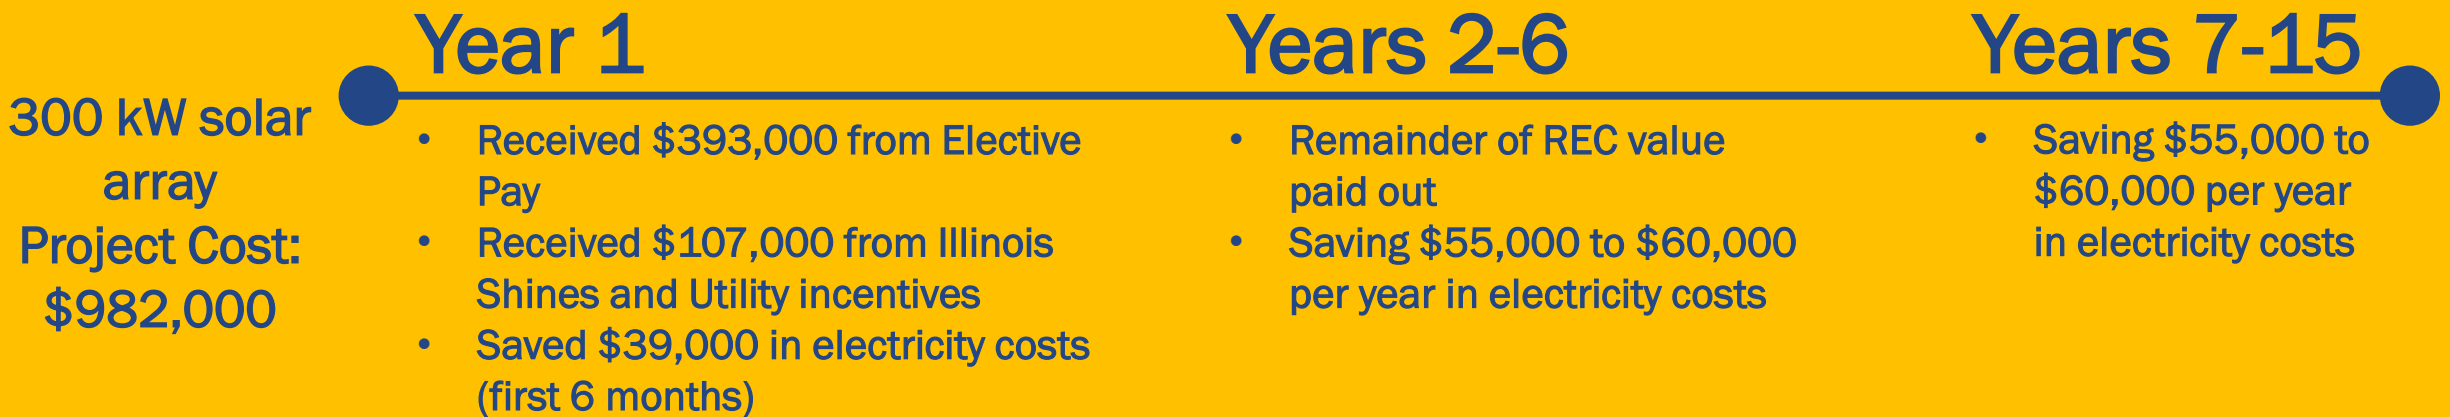 300 kW solar
array
Project Cost:
$982,000
Year 1
• Received $393,000 from Elective
Pay
• Received $107,000 from Illinois
Shines and Utility incentives
• Saved $39,000 in electricity costs
(first 6 months)
Years 2-6
• Remainder of REC value
paid out
• Saving $55,000 to $60,000
per year in electricity costs
Years 7-15
• Saving $55,000 to
$60,000 per year
in electricity costs